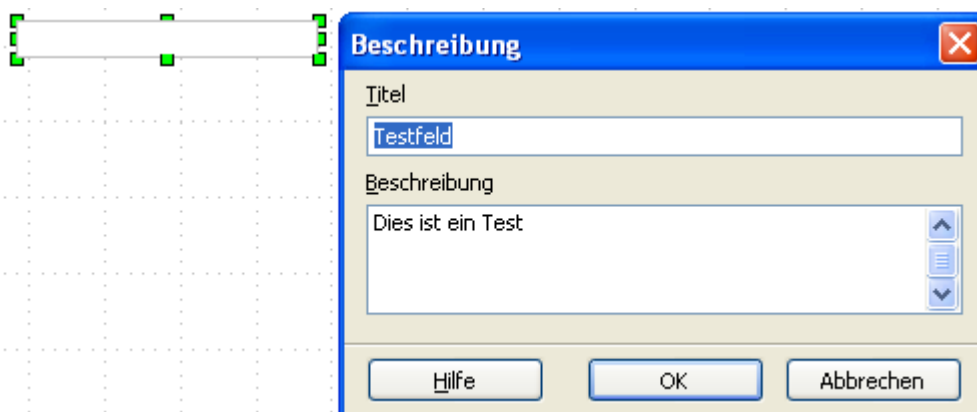 Beschreibung
Titel
Testfeld
Beschreibung
Dies ist ein Test
Hilfe
OK
Abbrechen